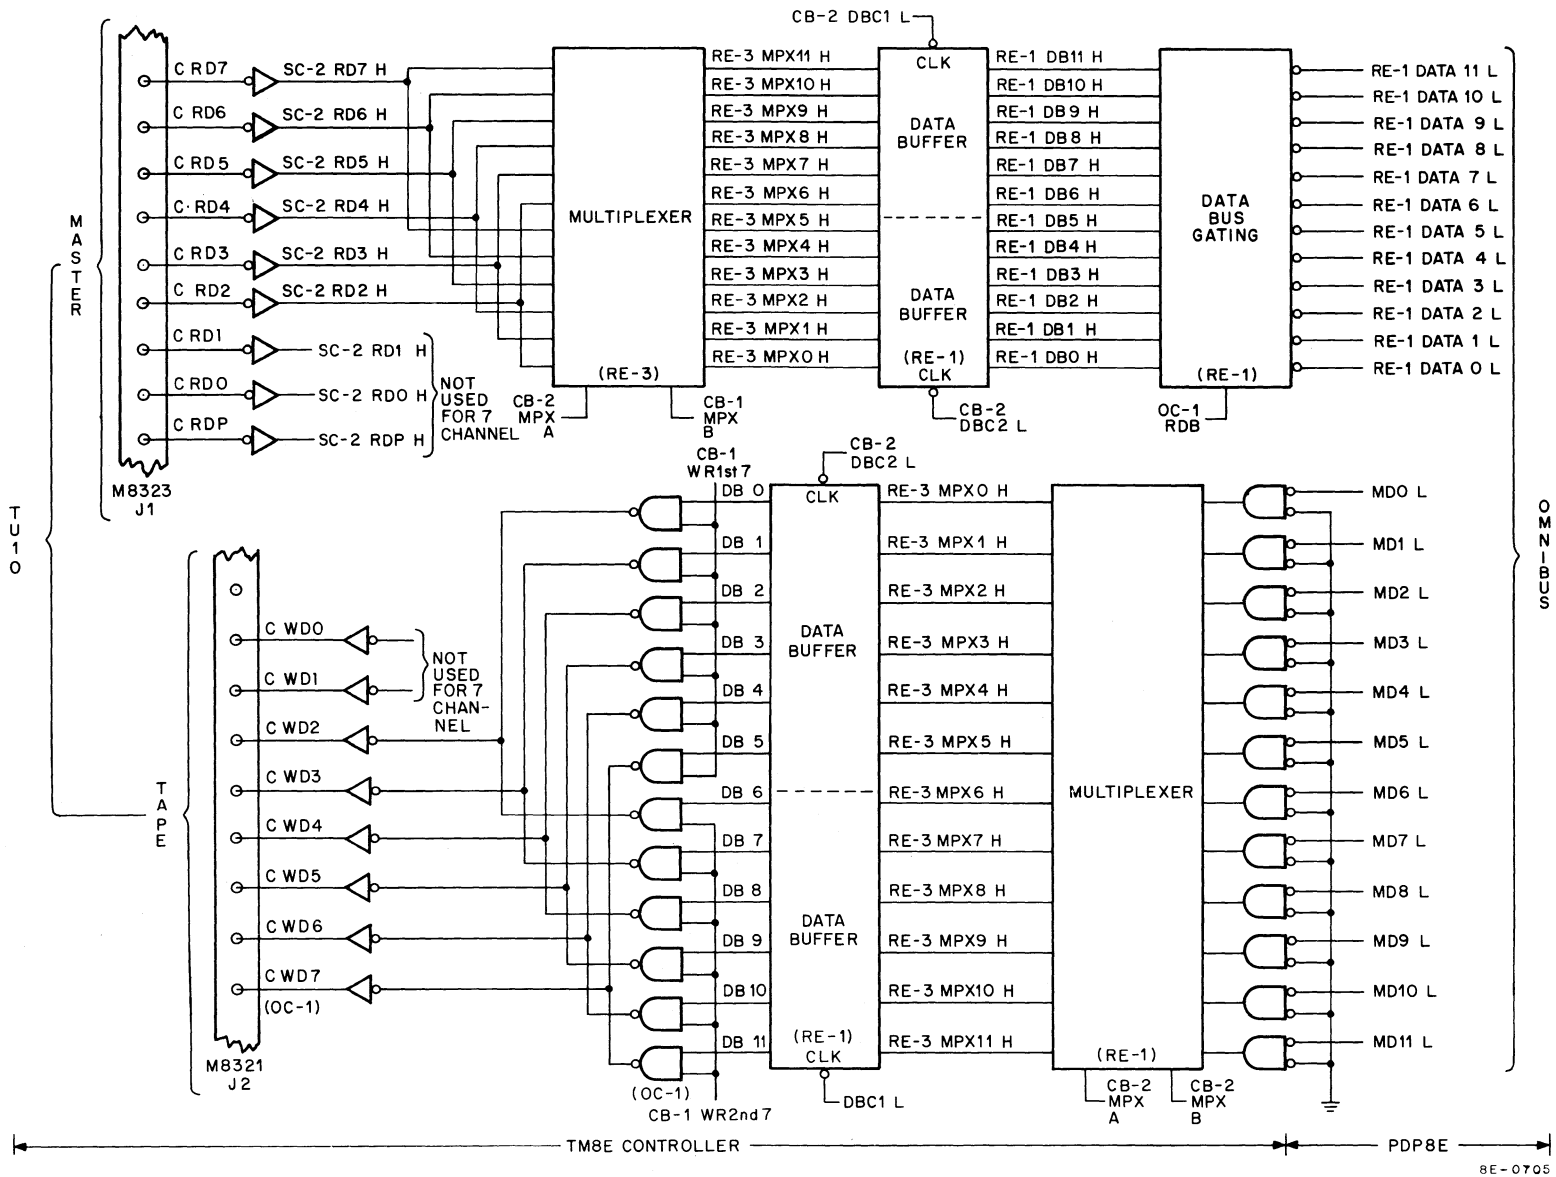 CB-2 DBC1 L
MASTER
C RD7
SC-2 RD7 H
C RD6
SC-2 RD6 H
C RD5
SC-2 RD5 H
C·RD4
SC-2 RD4 H
C RD3
SC-2 RD3 H
C RD2
SC-2 RD2 H
C RD1
SC-2 RD1 H
C RD0
SC-2 RD0 H
C RDP
SC-2 RDP H
NOT
USED
FOR 7
CHANNEL
M8323
J1
MULTIPLEXER
(RE-3)
CB-2
MPX
A
CB-1
MPX
B
RE-3 MPX11 H
RE-3 MPX10 H
RE-3 MPX9 H
RE-3 MPX8 H
RE-3 MPX7 H
RE-3 MPX6 H
RE-3 MPX5 H
RE-3 MPX4 H
RE-3 MPX3 H
RE-3 MPX2 H
RE-3 MPX1 H
RE-3 MPX0 H
CLK
DATA
BUFFER
DATA
BUFFER
(RE-1)
CLK
CB-2
DBC2 L
RE-1 DB11 H
RE-1 DB10 H
RE-1 DB9 H
RE-1 DB8 H
RE-1 DB7 H
RE-1 DB6 H
RE-1 DB5 H
RE-1 DB4 H
RE-1 DB3 H
RE-1 DB2 H
RE-1 DB1 H
RE-1 DB0 H
DATA
BUS
GATING
(RE-1)
OC-1
RDB
RE-1 DATA 11 L
RE-1 DATA 10 L
RE-1 DATA 9 L
RE-1 DATA 8 L
RE-1 DATA 7 L
RE-1 DATA 6 L
RE-1 DATA 5 L
RE-1 DATA 4 L
RE-1 DATA 3 L
RE-1 DATA 2 L
RE-1 DATA 1 L
RE-1 DATA 0 L
OMNIBUS
TU10
TAPE
C WD0
C WD1
NOT
USED
FOR 7
CHAN-
NEL
C WD2
C WD3
C WD4
C WD5
C WD6
C WD7
(OC-1)
M8321
J2
CB-1
WR1st7
DB 0
DB 1
DB 2
DB 3
DB 4
DB 5
DB 6
DB 7
DB 8
DB 9
DB10
DB 11
(OC-1)
CB-1 WR2nd7
CB-2
DBC2 L
CLK
DATA
BUFFER
DATA
BUFFER
(RE-1)
CLK
DBC1 L
RE-3 MPX0 H
RE-3 MPX1 H
RE-3 MPX2 H
RE-3 MPX3 H
RE-3 MPX4 H
RE-3 MPX5 H
RE-3 MPX6 H
RE-3 MPX7 H
RE-3 MPX8 H
RE-3 MPX9 H
RE-3 MPX10 H
RE-3 MPX11 H
MULTIPLEXER
(RE-1)
CB-2
MPX
A
CB-2
MPX
B
MD0 L
MD1 L
MD2 L
MD3 L
MD4 L
MD5 L
MD6 L
MD7 L
MD8 L
MD9 L
MD10 L
MD11 L
TM8E CONTROLLER
PDP8E
8E-0705